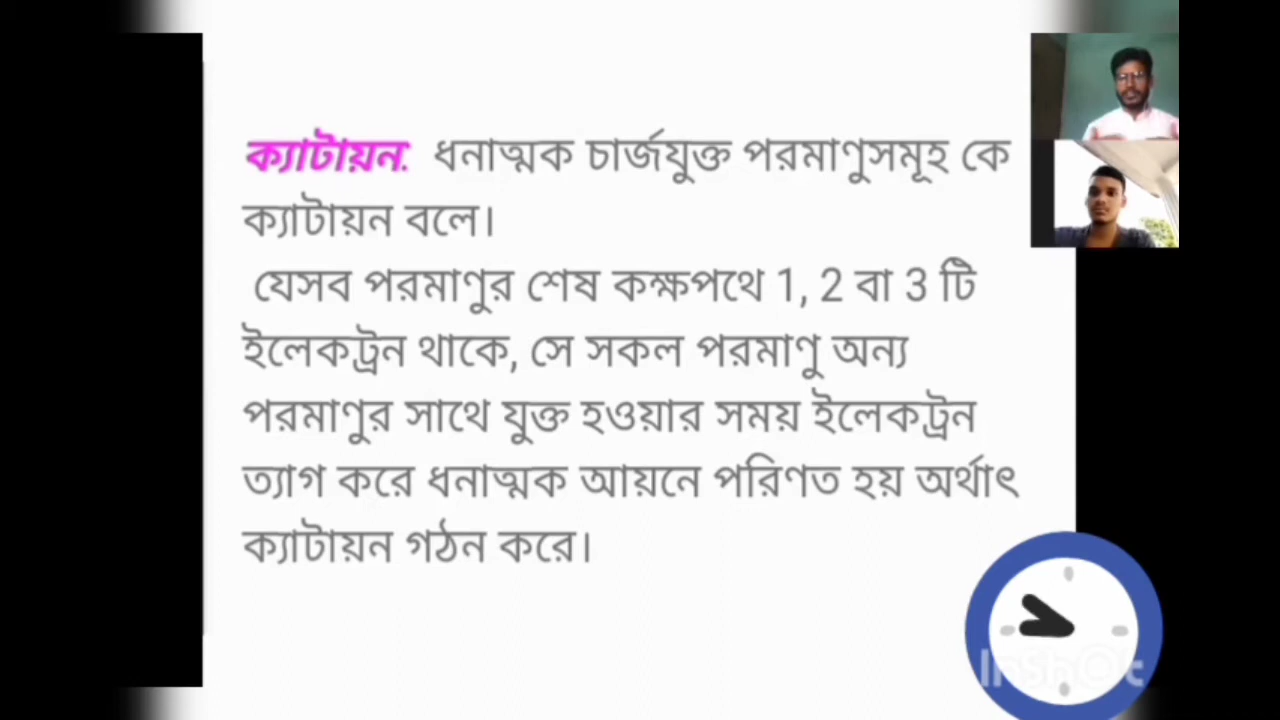 ক্যাটায়ন: ধনাত্মক চার্জযুক্ত পরমাণুসমূহ কে
ক্যাটায়ন বলে।
যেসব পরমাণুর শেষ কক্ষপথে 1, 2 বা 3 টি
ইলেকট্রন থাকে, সে সকল পরমাণু অন্য
পরমাণুর সাথে যুক্ত হওয়ার সময় ইলেকট্রন
ত্যাগ করে ধনাত্মক আয়নে পরিণত হয় অর্থাৎ
ক্যাটায়ন গঠন করে।
InShOt